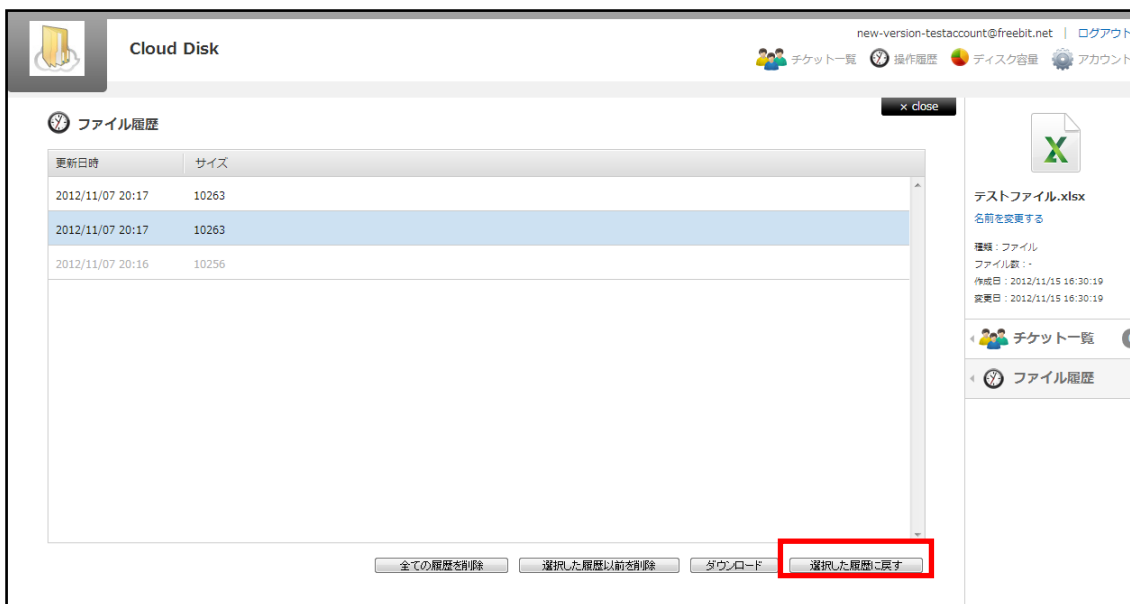 Cloud Disk
new-version-testaccount@freebit.net | ログアウト
チケット一覧 操作履歴 ディスク容量 アカウント
× close
ファイル履歴
更新日時 サイズ
2012/11/07 20:17 10263
2012/11/07 20:17 10263
2012/11/07 20:16 10256
全ての履歴を削除 選択した履歴以前を削除 ダウンロード 選択した履歴に戻す
X
テストファイル.xlsx
名前を変更する
種類：ファイル
ファイル数：-
作成日：2012/11/15 16:30:19
変更日：2012/11/15 16:30:19
チケット一覧
ファイル履歴